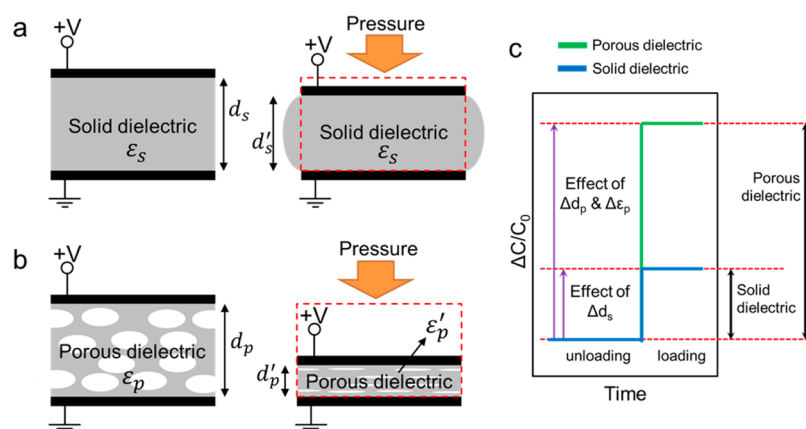 a
+V
Solid dielectric
εs
ds
Pressure
+V
d's
Solid dielectric
εs
b
+V
Porous dielectric
εp
dp
Pressure
+V
ε'p
d'p
Porous dielectric
c
Porous dielectric
Solid dielectric
ΔC/C0
Effect of
Δdp & Δεp
Effect of
Δds
unloading
loading
Time
Porous
dielectric
Solid
dielectric